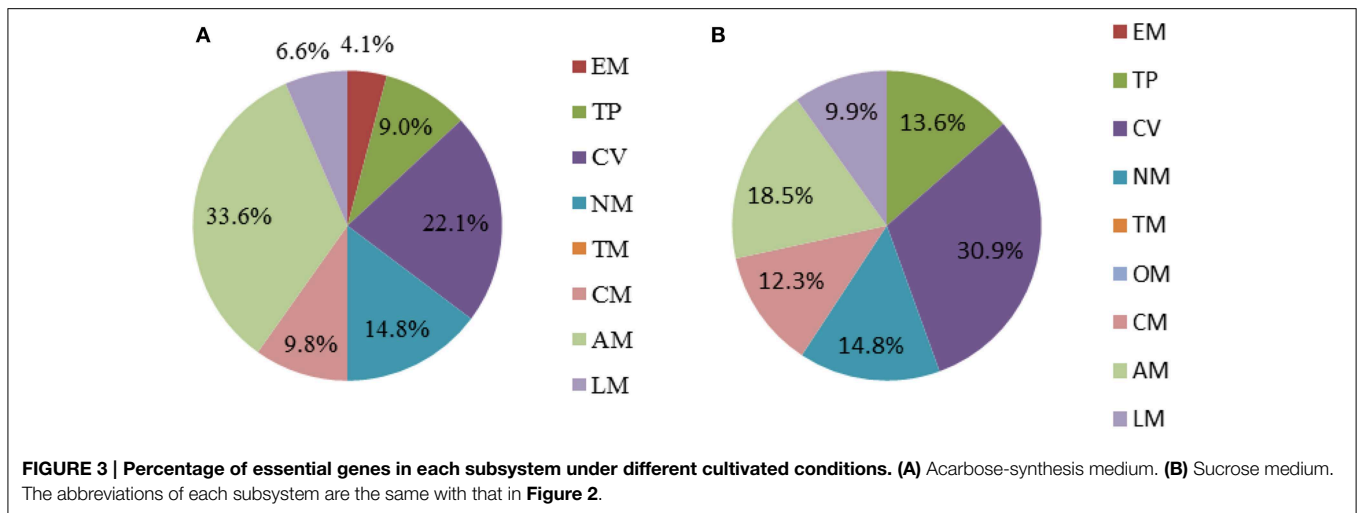 A
6.6%
4.1%
9.0%
22.1%
14.8%
9.8%
33.6%
EM
TP
CV
NM
TM
CM
AM
LM
B
9.9%
13.6%
30.9%
14.8%
12.3%
18.5%
EM
TP
CV
NM
TM
OM
CM
AM
LM
FIGURE 3 | Percentage of essential genes in each subsystem under different cultivated conditions. (A) Acarbose-synthesis medium. (B) Sucrose medium.
The abbreviations of each subsystem are the same with that in Figure 2.